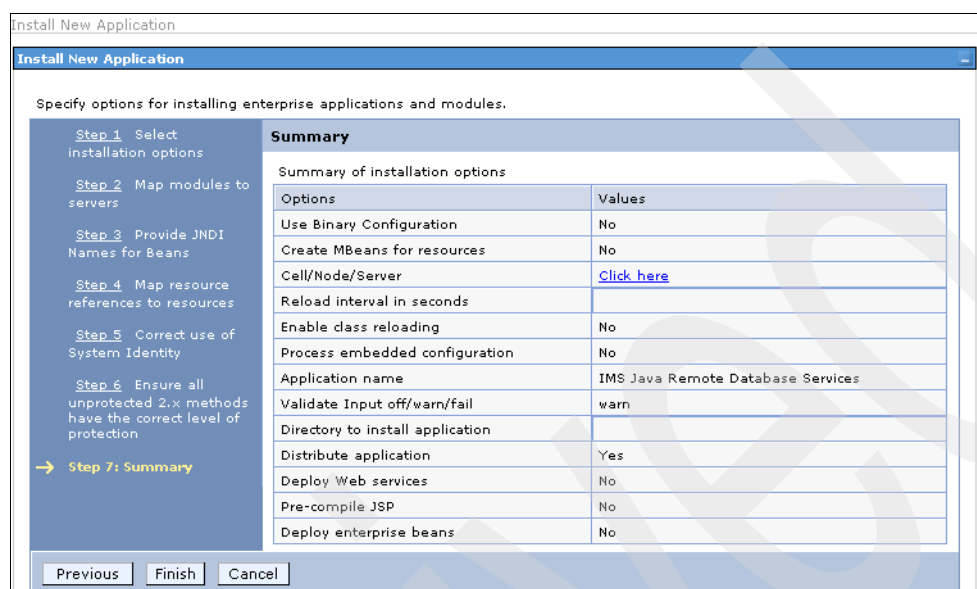 Install New Application
Install New Application
Specify options for installing enterprise applications and modules.
Step 1 Select
installation options
Step 2 Map modules to
servers
Step 3 Provide JNDI
Names for Beans
Step 4 Map resource
references to resources
Step 5 Correct use of
System Identity
Step 6 Ensure all
unprotected 2.x methods
have the correct level of
protection
Step 7: Summary
Summary
Summary of installation options
Options Values
Use Binary Configuration No
Create MBeans for resources No
Cell/Node/Server Click here
Reload interval in seconds
Enable class reloading No
Process embedded configuration No
Application name IMS Java Remote Database Services
Validate Input off/warn/fail warn
Directory to install application
Distribute application Yes
Deploy Web services No
Pre-compile JSP No
Deploy enterprise beans No
Previous Finish Cancel